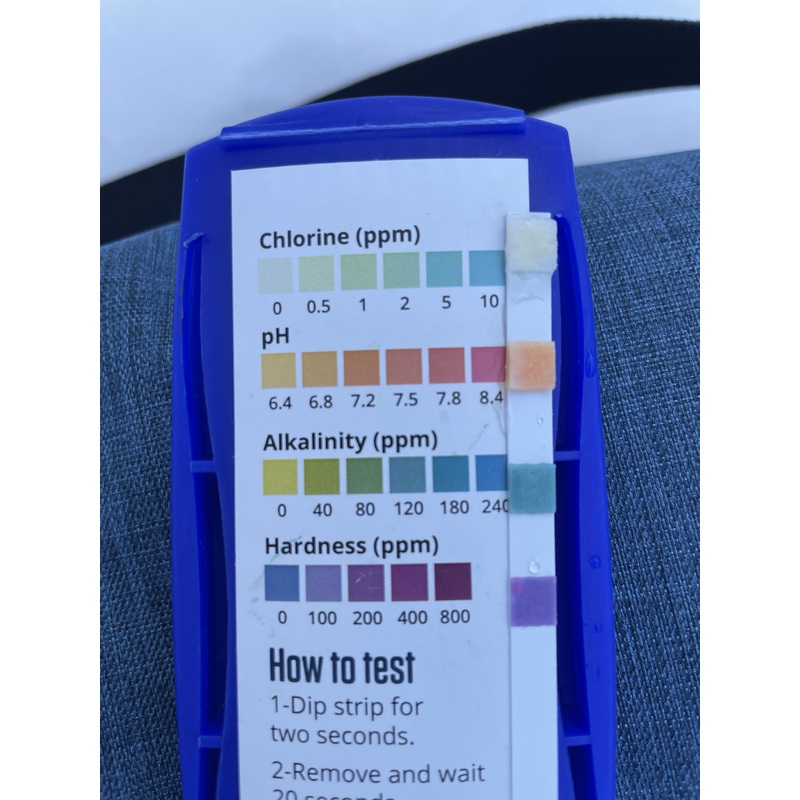 Chlorine (ppm)
0 0.5 1 2 5 10
pH
6.4 6.8 7.2 7.5 7.8 8.4
Alkalinity (ppm)
0 40 80 120 180 240
Hardness (ppm)
0 100 200 400 800
How to test
1-Dip strip for
two seconds.
2-Remove and wait
20 seconds